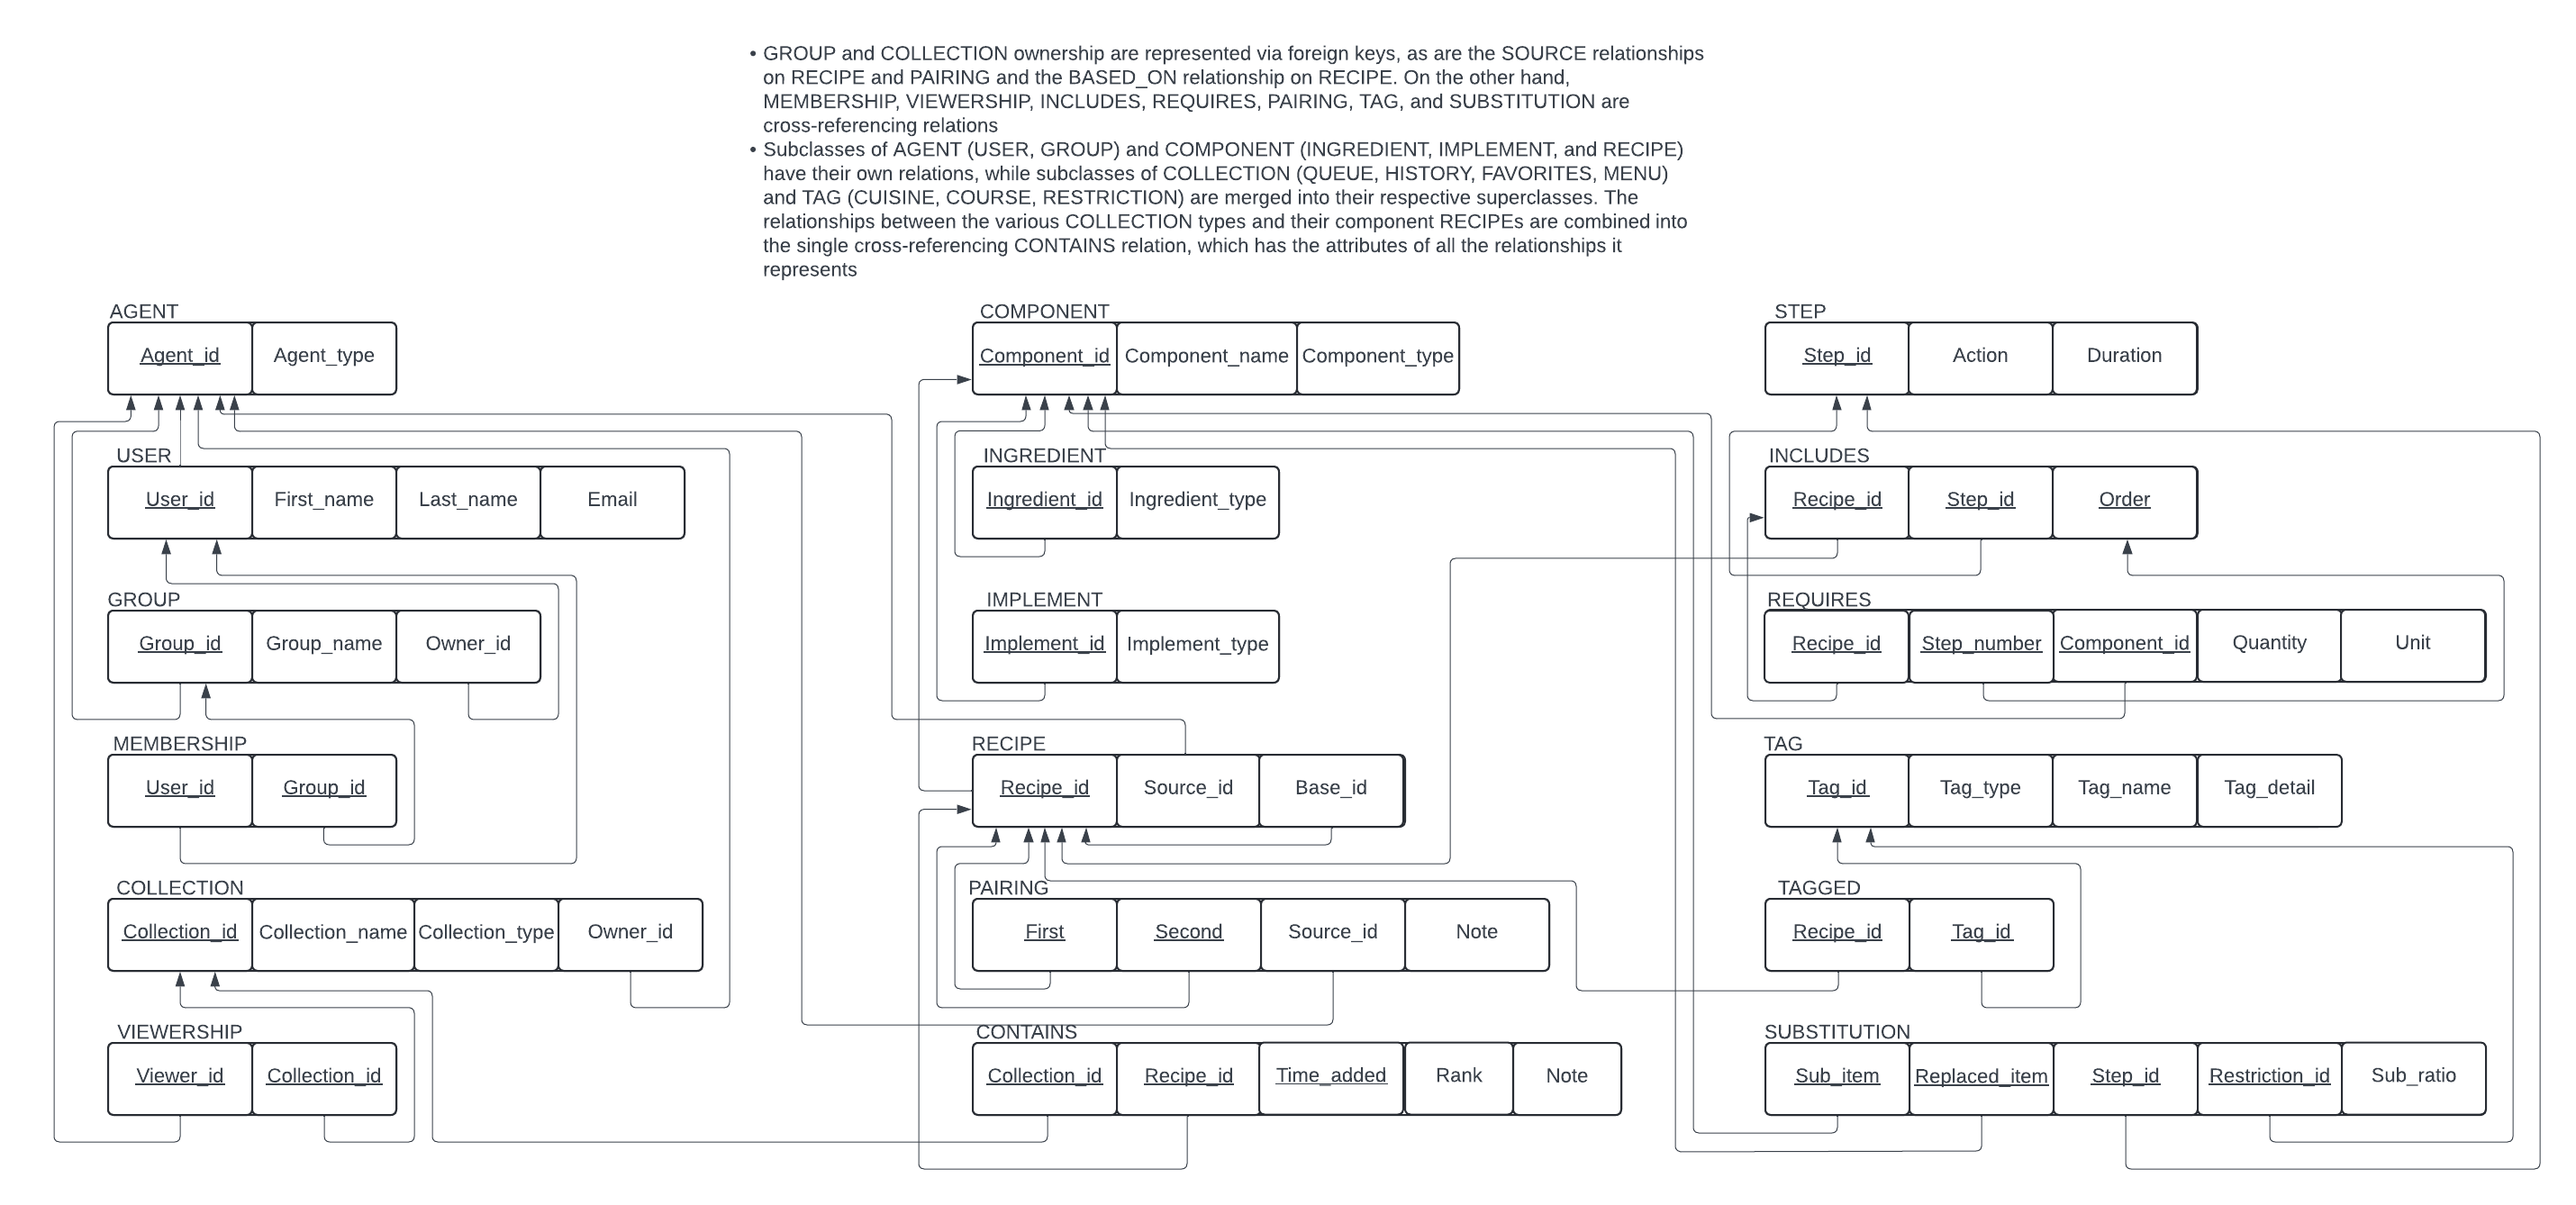 • GROUP and COLLECTION ownership are represented via foreign keys, as are the SOURCE relationships
on RECIPE and PAIRING and the BASED_ON relationship on RECIPE. On the other hand,
MEMBERSHIP, VIEWERSHIP, INCLUDES, REQUIRES, PAIRING, TAG, and SUBSTITUTION are
cross-referencing relations
• Subclasses of AGENT (USER, GROUP) and COMPONENT (INGREDIENT, IMPLEMENT, and RECIPE)
have their own relations, while subclasses of COLLECTION (QUEUE, HISTORY, FAVORITES, MENU)
and TAG (CUISINE, COURSE, RESTRICTION) are merged into their respective superclasses. The
relationships between the various COLLECTION types and their component RECIPEs are combined into
the single cross-referencing CONTAINS relation, which has the attributes of all the relationships it
represents
AGENT
Agent_id Agent_type
USER
User_id First_name Last_name Email
GROUP
Group_id Group_name Owner_id
MEMBERSHIP
User_id Group_id
COLLECTION
Collection_id Collection_name Collection_type Owner_id
VIEWERSHIP
Viewer_id Collection_id
COMPONENT
Component_id Component_name Component_type
INGREDIENT
Ingredient_id Ingredient_type
IMPLEMENT
Implement_id Implement_type
RECIPE
Recipe_id Source_id Base_id
PAIRING
First Second Source_id Note
CONTAINS
Collection_id Recipe_id Time_added Rank Note
STEP
Step_id Action Duration
INCLUDES
Recipe_id Step_id Order
REQUIRES
Recipe_id Step_number Component_id Quantity Unit
TAG
Tag_id Tag_type Tag_name Tag_detail
TAGGED
Recipe_id Tag_id
SUBSTITUTION
Sub_item Replaced_item Step_id Restriction_id Sub_ratio